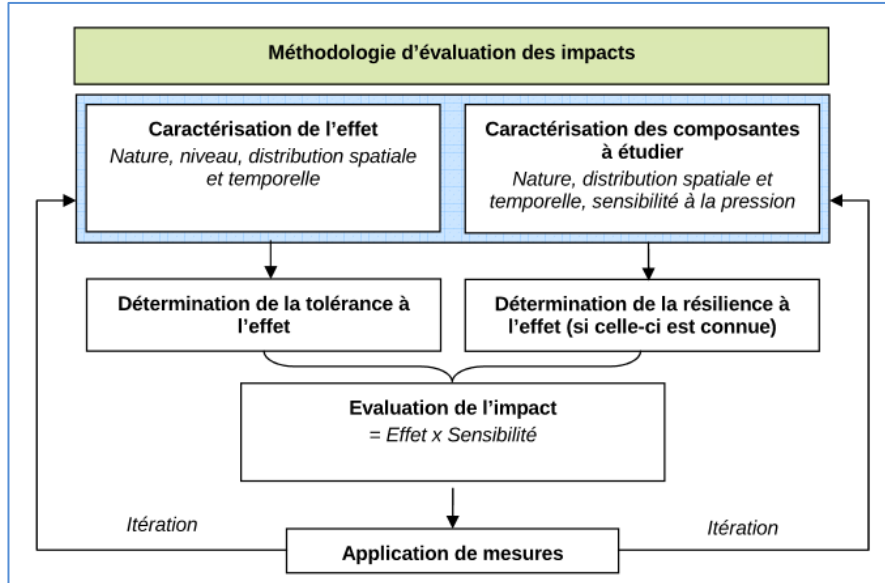 Méthodologie d’évaluation des impacts
Caractérisation de l’effet
Nature, niveau, distribution spatiale
et temporelle
Caractérisation des composantes
à étudier
Nature, distribution spatiale et
temporelle, sensibilité à la pression
Détermination de la tolérance à
l’effet
Détermination de la résilience à
l’effet (si celle-ci est connue)
Evaluation de l’impact
= Effet x Sensibilité
Itération
Itération
Application de mesures